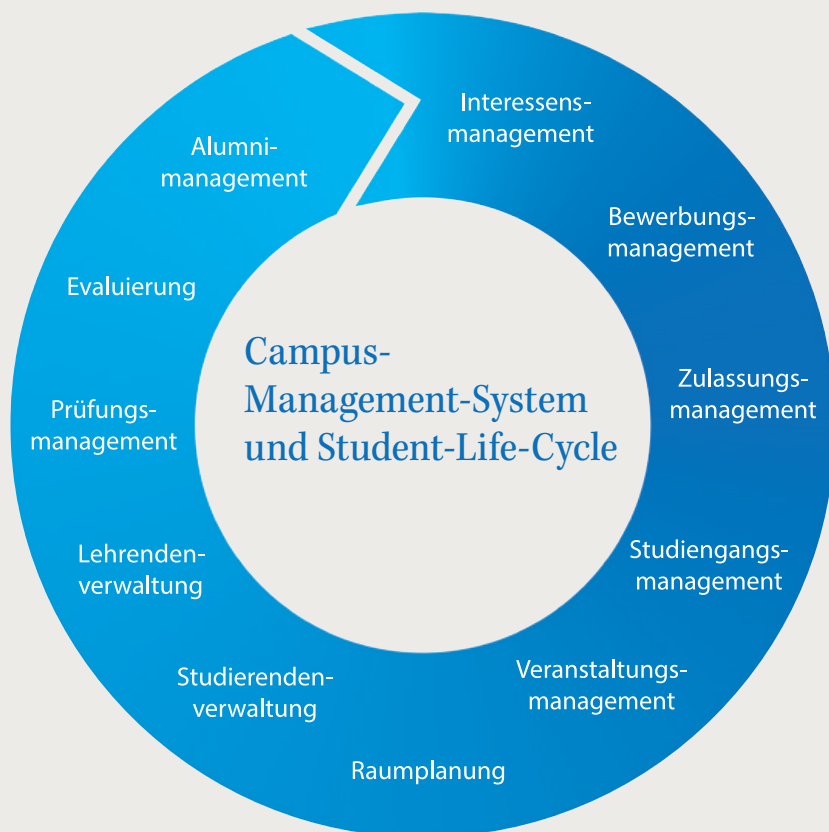 Interessens-
management
Bewerbungs-
management
Zulassungs-
management
Studiengangs-
management
Veranstaltungs-
management
Raumplanung
Studierenden-
verwaltung
Lehrenden-
verwaltung
Prüfungs-
management
Evaluierung
Alumni-
management
Campus-
Management-System
und Student-Life-Cycle